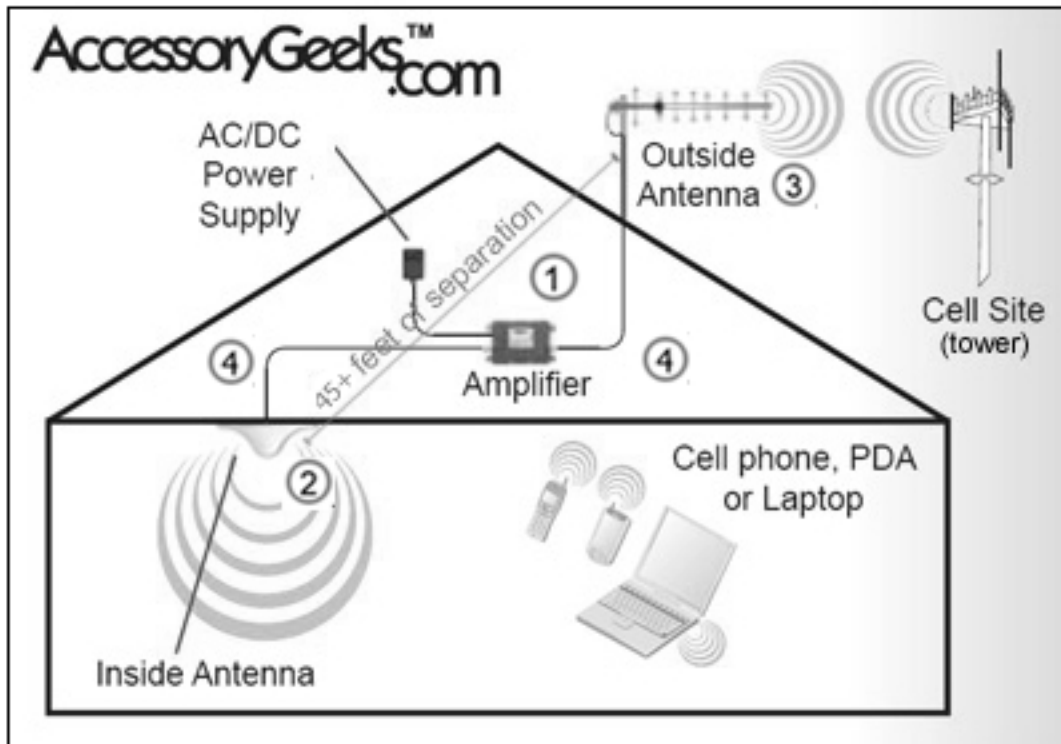 AccessoryGeeks™
.com
AC/DC
Power
Supply
Outside
Antenna
3
45+ feet of separation
1
Cell Site
(tower)
4
Amplifier
4
2
Cell phone, PDA
or Laptop
Inside Antenna